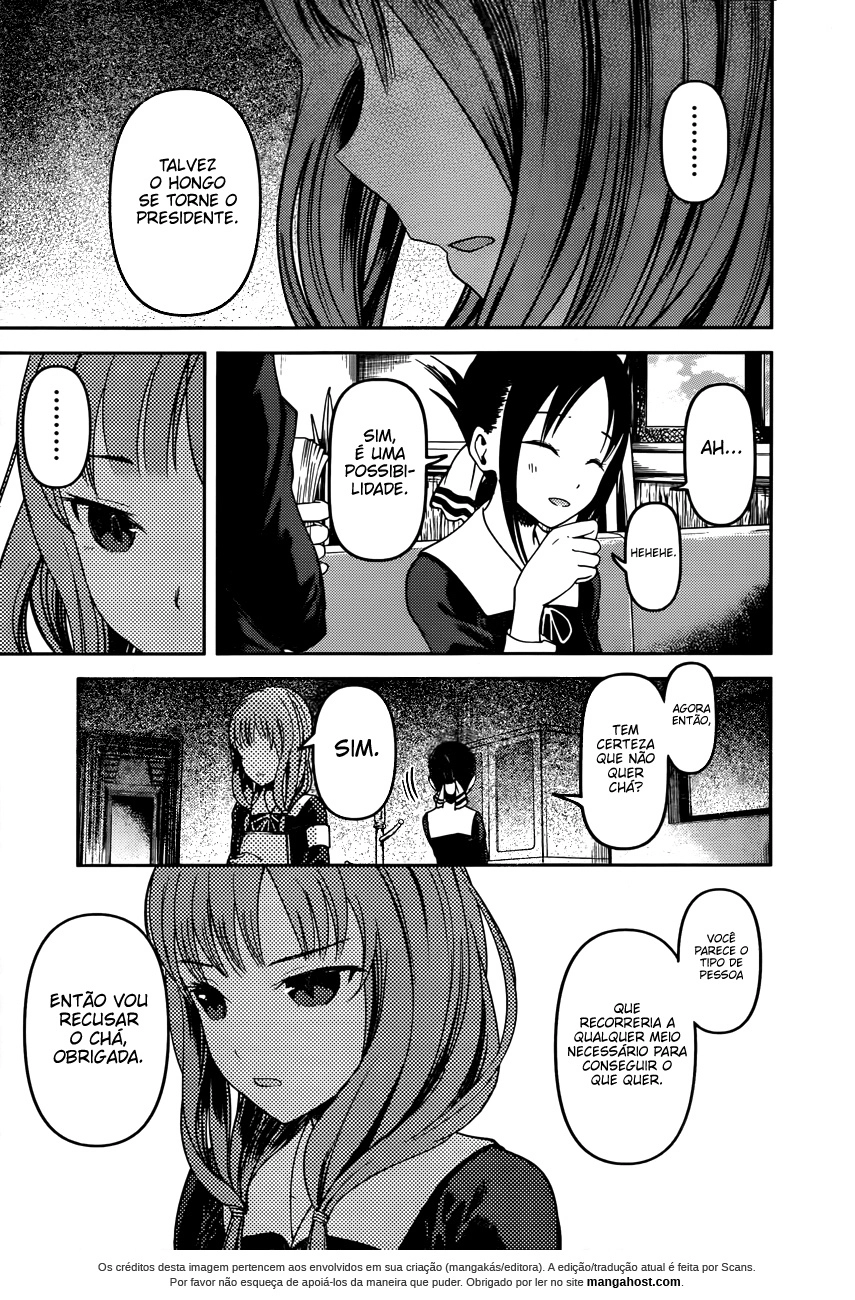 .........
TALVEZ
O HONGO
SE TORNE O
PRESIDENTE.
AH...
HEHEHE.
SIM,
É UMA
POSSIBI-
LIDADE.
.........
AGORA
ENTÃO,
TEM
CERTEZA
QUE NÃO
QUER
CHÁ?
SIM.
VOCÊ
PARECE O
TIPO DE
PESSOA
QUE
RECORRERIA A
QUALQUER MEIO
NECESSÁRIO PARA
CONSEGUIR O
QUE QUER.
ENTÃO VOU
RECUSAR
O CHÁ,
OBRIGADA.
Os créditos desta imagem pertencem aos envolvidos em sua criação (mangakás/editora). A edição/tradução atual é feita por Scans.
Por favor não esqueça de apoiá-los da maneira que puder. Obrigado por ler no site mangahost.com.